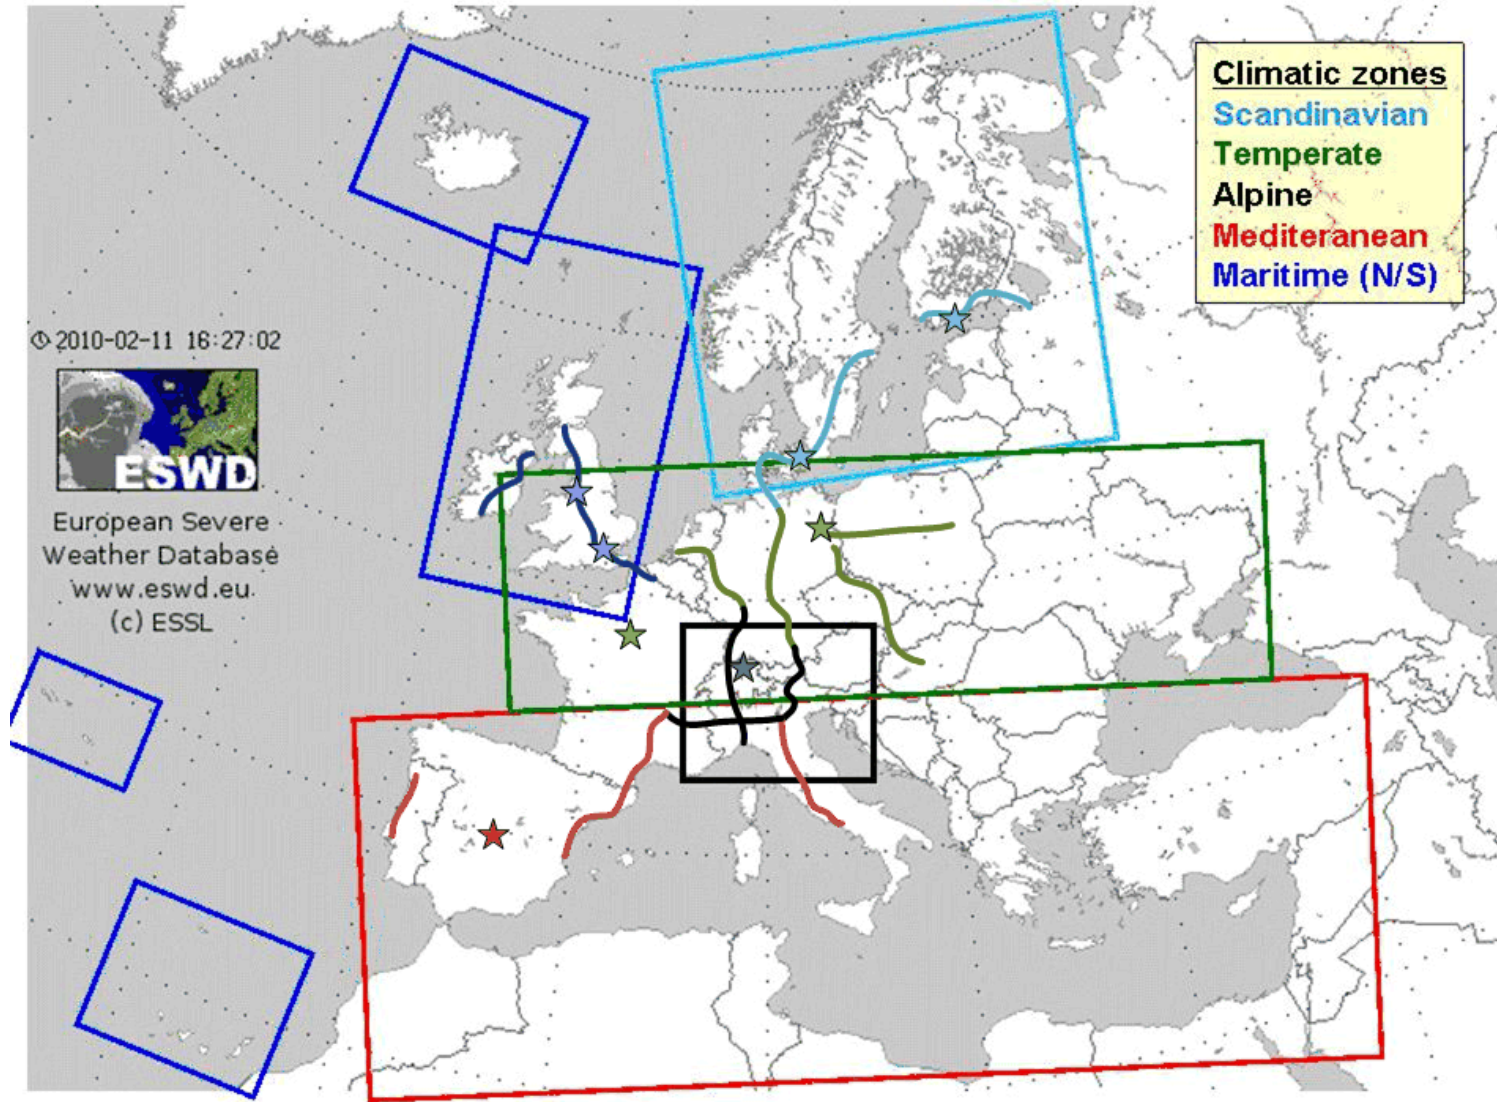 Climatic zones
Scandinavian
Temperate
Alpine
Mediteranean
Maritime (N/S)
2010-02-11 16:27:02
ESWD
European Severe
Weather Database
www.eswd.eu
(c) ESSL